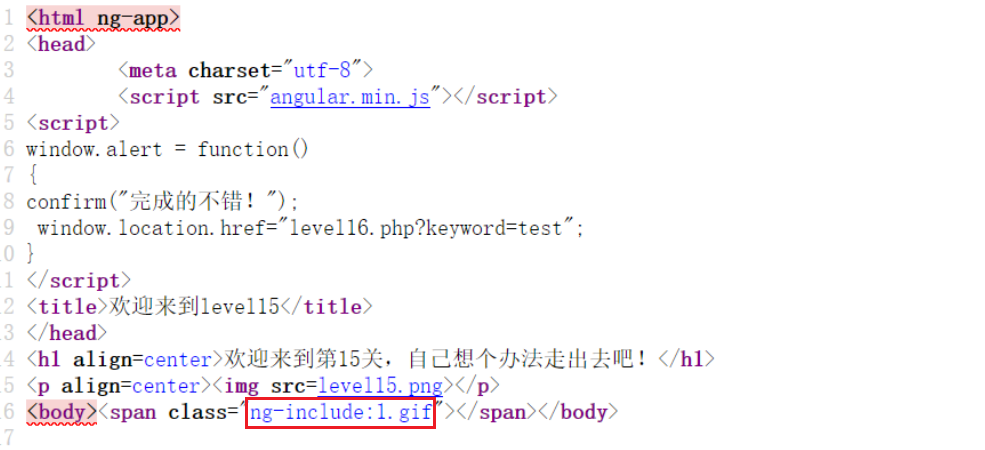 1 <html ng-app>
2 <head>
3 <meta charset="utf-8">
4 <script src="angular.min.js"></script>
5 <script>
6 window.alert = function()
7 {
8 confirm("完成的不错！");
9 window.location.href="level16.php?keyword=test";
0 }
1 </script>
2 <title>欢迎来到level15</title>
3 </head>
4 <h1 align=center>欢迎来到第15关，自己想个办法走出去吧！</h1>
5 <p align=center><img src=level15.png></p>
6 <body><span class="ng-include:1.gif"></span></body>
7